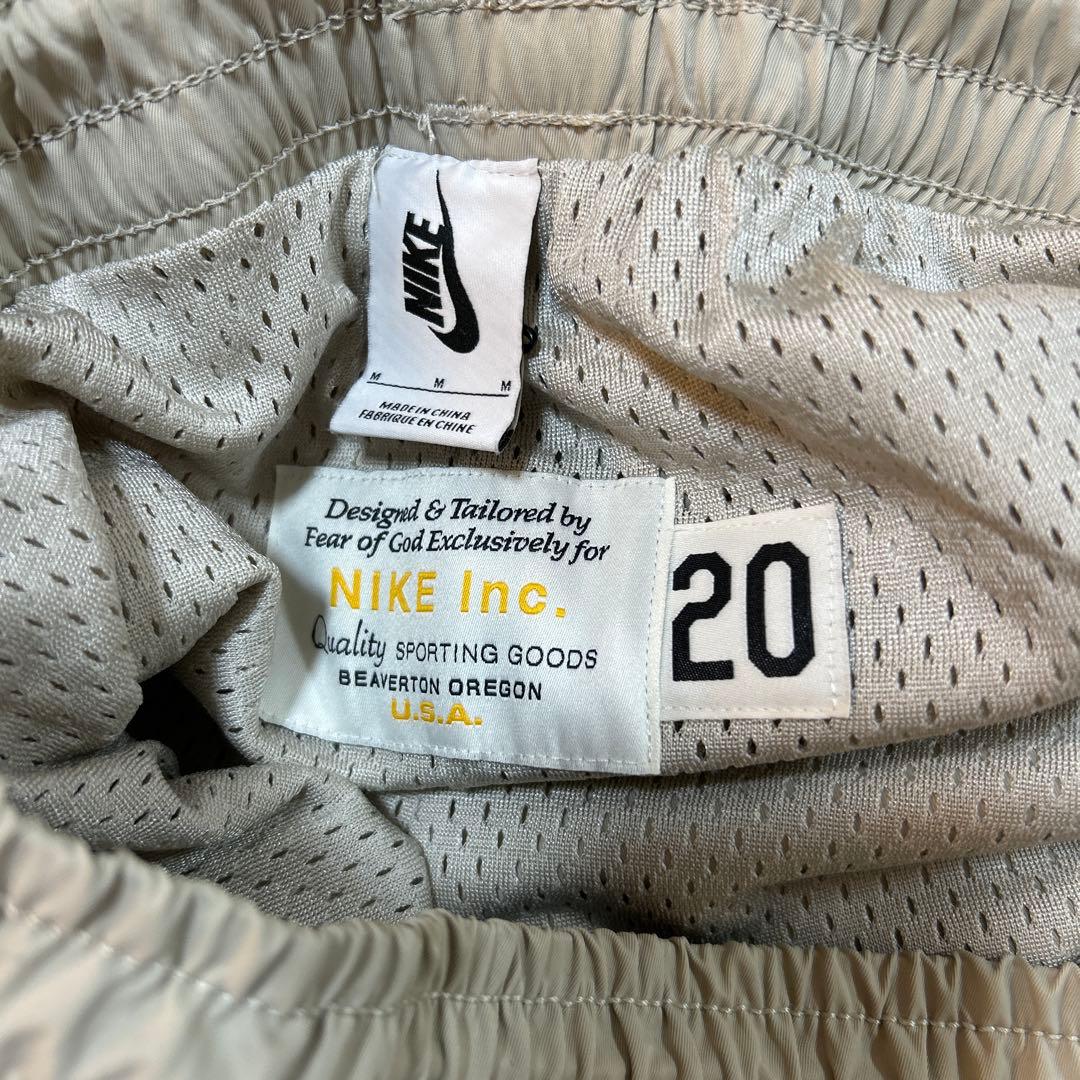 NIKE
M M M
MADE IN CHINA
FABRIQUE EN CHINE
Designed & Tailored by
Fear of God Exclusively for
NIKE Inc.
Quality SPORTING GOODS
BEAVERTON OREGON
U.S.A.
20